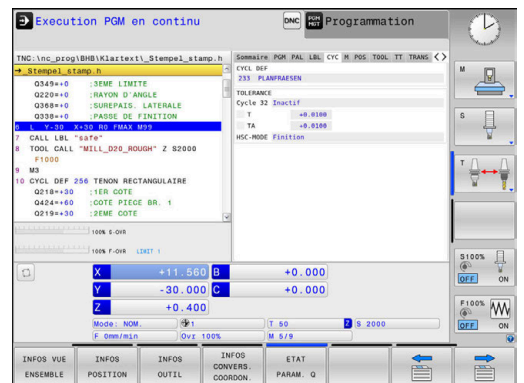 Execution PGM en continu
DNC
PGM MGT
Programmation
TNC:\nc_prog\BHB\Klartext\_Stempel_stamp.h
→_Stempel_stamp.h
Q349=+0 ;3EME LIMITE
Q220=+0 ;RAYON D'ANGLE
Q368=+0 ;SUREPAIS. LATERALE
Q338=+0 ;PASSE DE FINITION
6 L Y-30 X+30 R0 FMAX M99
7 CALL LBL "safe"
8 TOOL CALL "MILL_D20_ROUGH" Z S2000
F1000
9 M3
10 CYCL DEF 256 TENON RECTANGULAIRE
Q218=+30 ;1ER COTE
Q424=+60 ;COTE PIECE BR. 1
Q219=+30 ;2EME COTE
Sommaire PGM PAL LBL CYC M POS TOOL TT TRANS
CYCL DEF
233 PLANFRAESEN
TOLERANCE
Cycle 32 Inactif
T +0.0100
TA +0.0100
HSC-MODE Finition
100% S-OVR
100% F-OVR LIMIT 1
X +11.560 B +0.000
Y -30.000 C +0.000
Z +0.400
Mode: NOM. 1 T 50 Z S 2000
F 0mm/min Ovr 100% M 5/9
M
S
T
S100%
OFF ON
F100%
OFF ON
INFOS VUE ENSEMBLE
INFOS POSITION
INFOS OUTIL
INFOS CONVERS. COORDON.
ETAT PARAM. Q